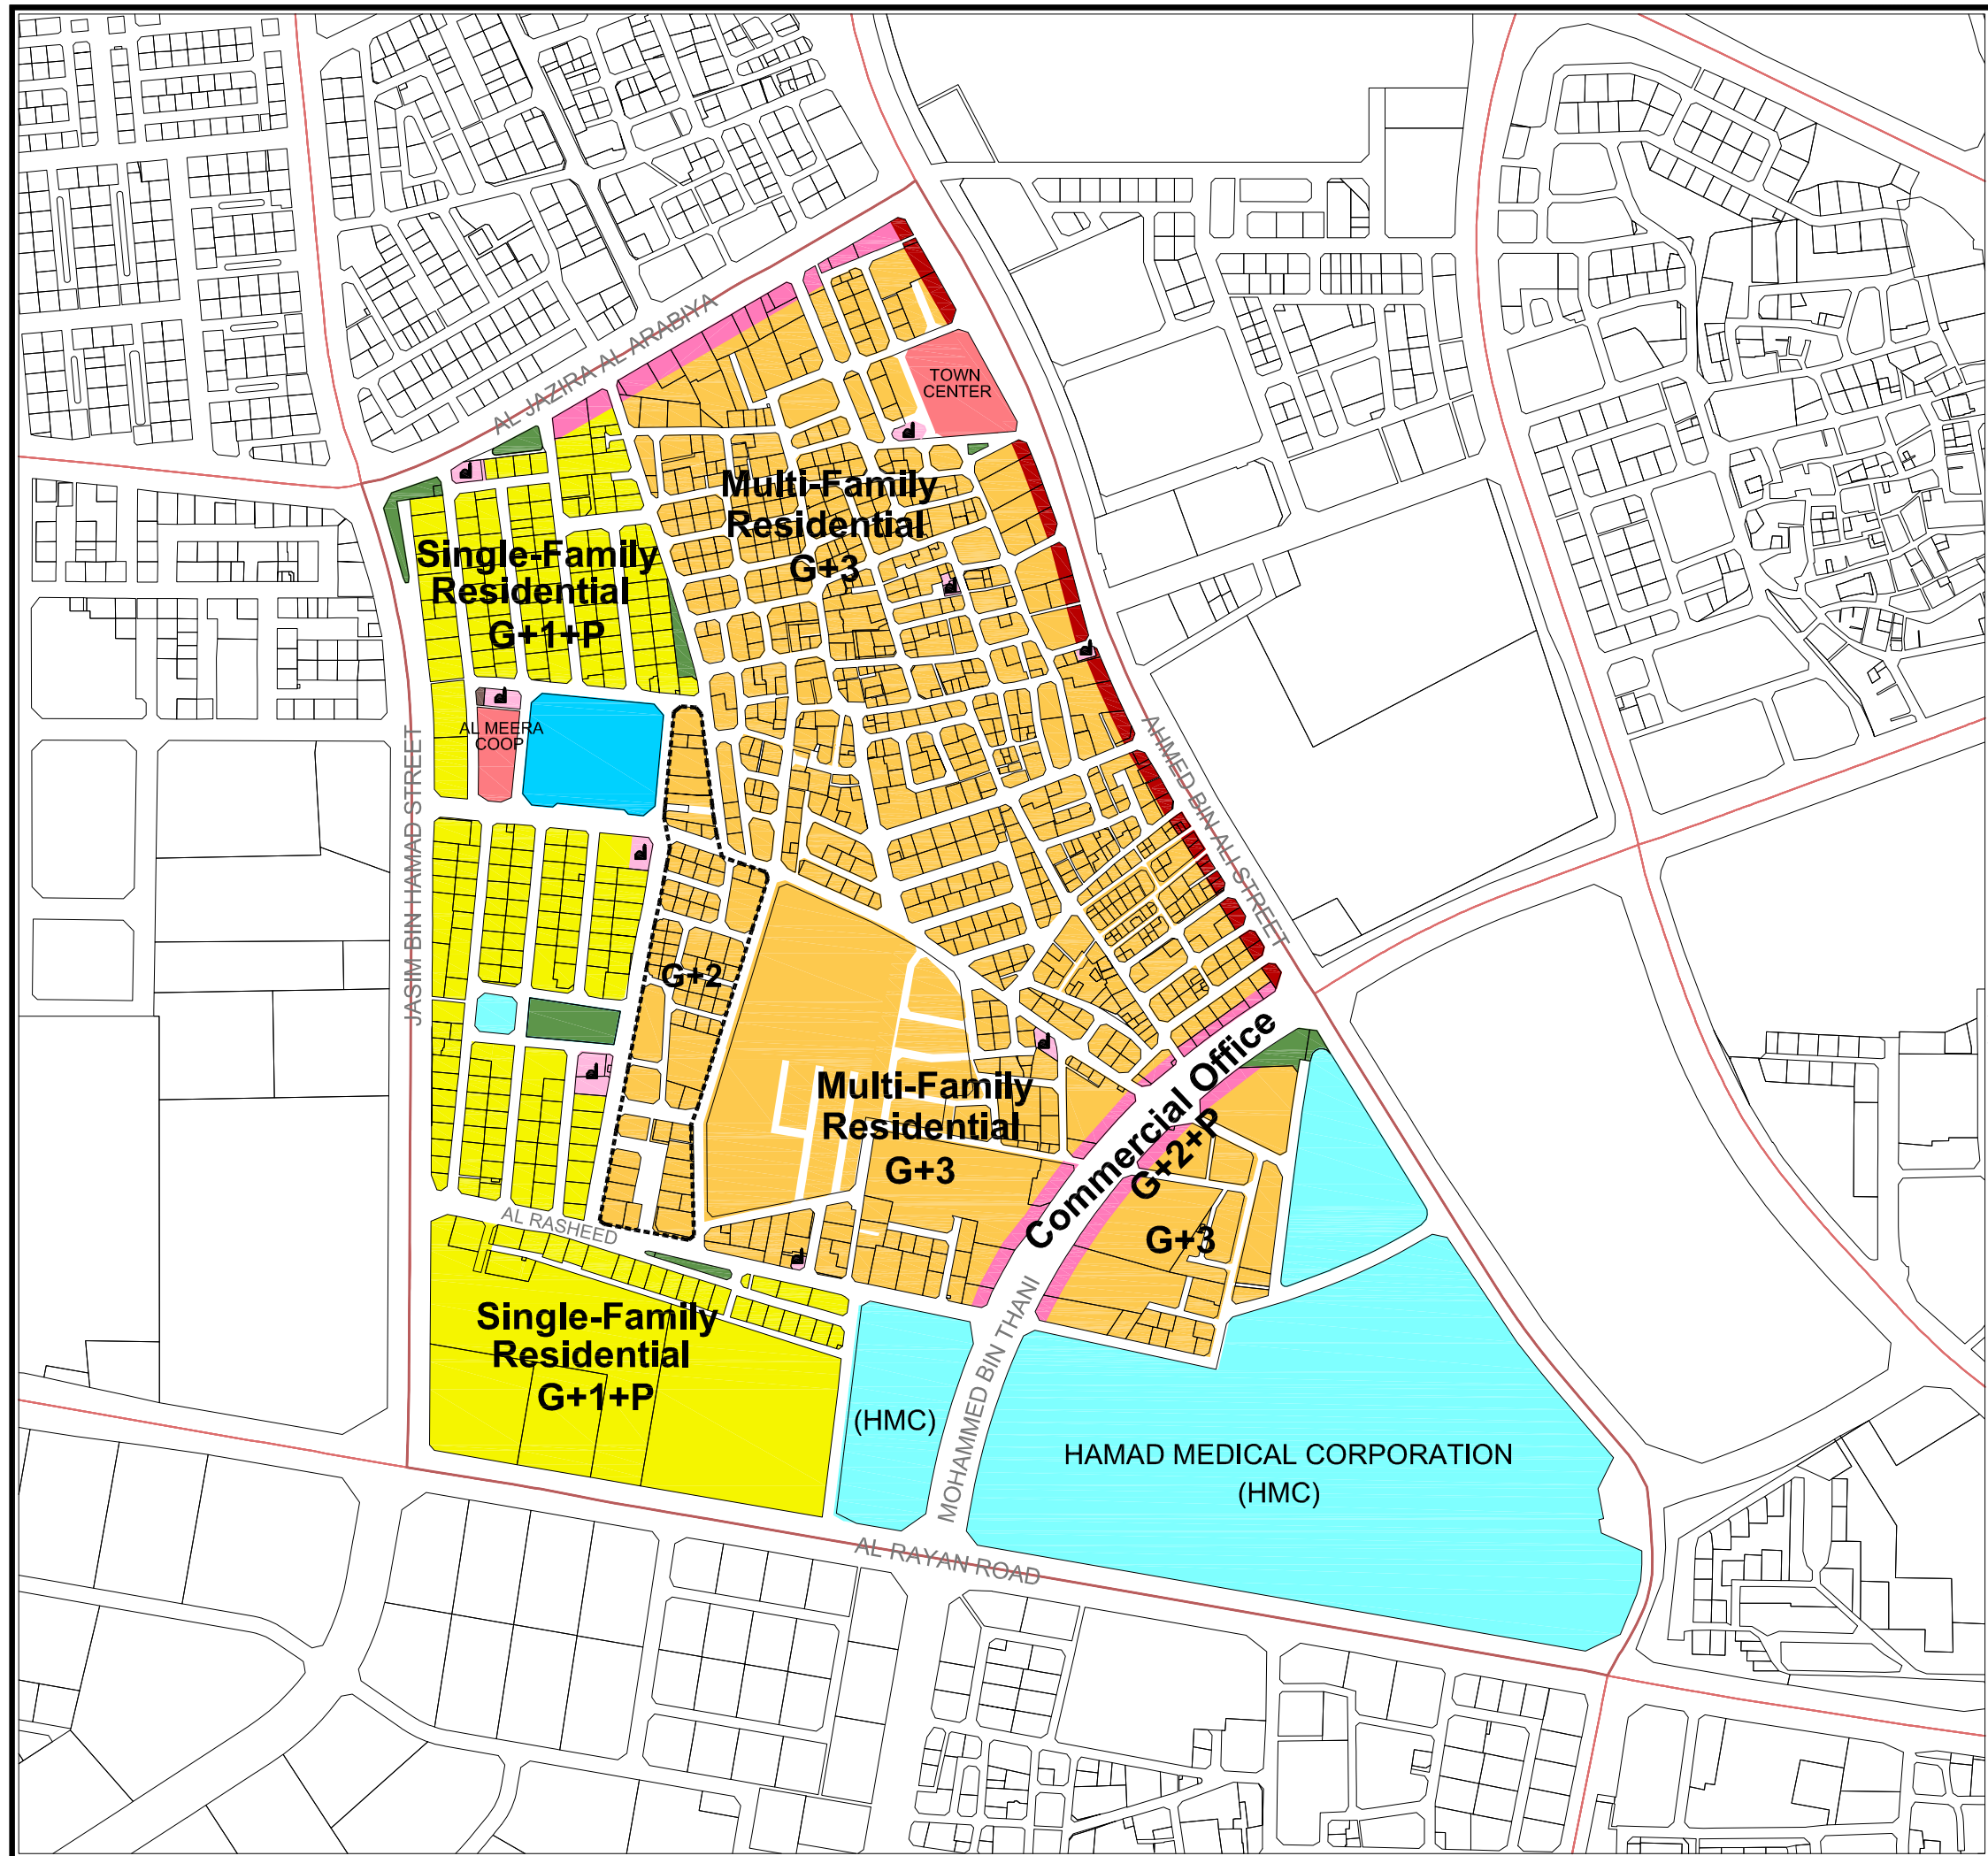 AL JAZIRA AL ARABIYA
TOWN
CENTER
Multi-Family
Residential
G+3
Single-Family
Residential
G+1+P
AL MEERA
COOP
JASIM BIN HAMAD STREET
AHMED BIN ALI STREET
G+2
Multi-Family
Residential
G+3
Commercial Office
G+2+P
G+3
AL RASHEED
Single-Family
Residential
G+1+P
MOHAMMED BIN THANI
(HMC)
HAMAD MEDICAL CORPORATION
(HMC)
AL RAYAN ROAD